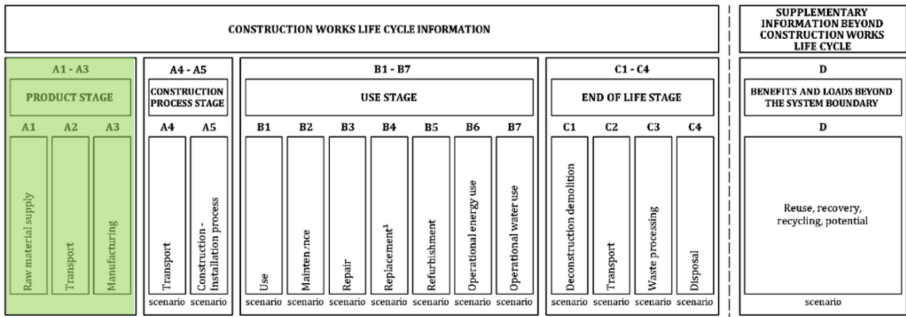 CONSTRUCTION WORKS LIFE CYCLE INFORMATION
SUPPLEMENTARY
INFORMATION BEYOND
CONSTRUCTION WORKS
LIFE CYCLE
A1 - A3
PRODUCT STAGE
A1
A2
A3
Raw material supply
Transport
Manufacturing
A4 - A5
CONSTRUCTION
PROCESS STAGE
A4
A5
Transport
Construction -
Installation process
scenario
scenario
B1 - B7
USE STAGE
B1
B2
B3
B4
B5
B6
B7
Use
Maintenance
Repair
Replacement¹
Refurbishment
Operational energy use
Operational water use
scenario
scenario
scenario
scenario
scenario
scenario
scenario
C1 - C4
END OF LIFE STAGE
C1
C2
C3
C4
Deconstruction demolition
Transport
Waste processing
Disposal
scenario
scenario
scenario
scenario
D
BENEFITS AND LOADS BEYOND
THE SYSTEM BOUNDARY
D
Reuse, recovery,
recycling, potential
scenario